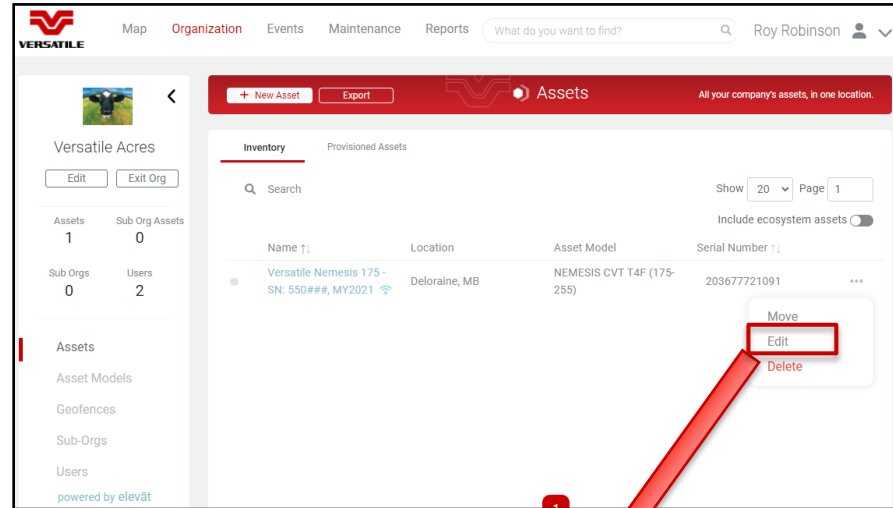 VERSATILE
Map Organization Events Maintenance Reports What do you want to find? Roy Robinson
+ New Asset Export Assets All your company's assets, in one location.
Versatile Acres
Edit Exit Org
Assets Sub Org Assets
1 0
Sub Orgs Users
0 2
Assets
Asset Models
Geofences
Sub-Orgs
Users
powered by elevāt
Inventory Provisioned Assets
Search Show 20 Page 1
Include ecosystem assets
Name ↑↓ Location Asset Model Serial Number ↑↓
Versatile Nemesis 175 - Deloraine, MB NEMESIS CVT T4F (175- 203677721091 ...
SN: 550###, MY2021 255)
Move
Edit
Delete
1